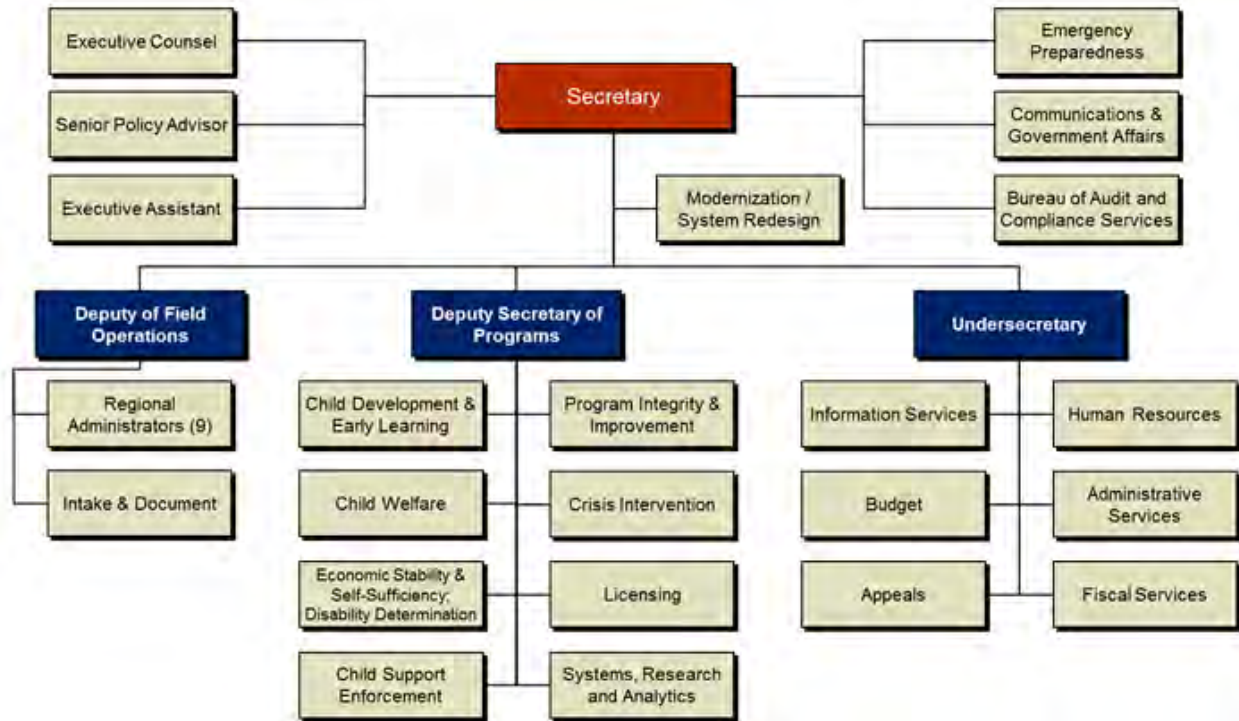 Executive Counsel
Senior Policy Advisor
Executive Assistant
Secretary
Modernization /
System Redesign
Emergency
Preparedness
Communications &
Government Affairs
Bureau of Audit and
Compliance Services
Deputy of Field
Operations
Regional
Administrators (9)
Intake & Document
Deputy Secretary of
Programs
Child Development &
Early Learning
Program Integrity &
Improvement
Child Welfare
Crisis Intervention
Economic Stability &
Self-Sufficiency;
Disability Determination
Licensing
Child Support
Enforcement
Systems, Research
and Analytics
Undersecretary
Information Services
Human Resources
Budget
Administrative
Services
Appeals
Fiscal Services